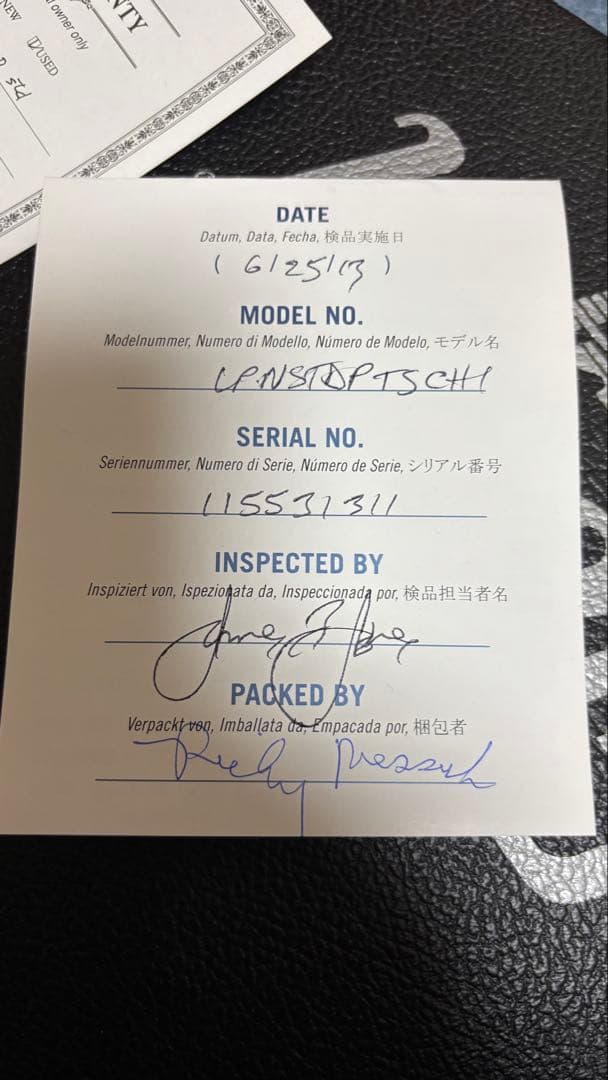 NTY
owner only
NEW
USED
DATE
Datum, Data, Fecha, 検品実施日
( 6/25/13 )
MODEL NO.
Modelnummer, Numero di Modello, Número de Modelo, モデル名
LPNSTDPTSCH1
SERIAL NO.
Seriennummer, Numero di Serie, Número de Serie, シリアル番号
115531311
INSPECTED BY
Inspiziert von, Ispezionata da, Inspeccionada por, 検品担当者名
PACKED BY
Verpackt von, Imballata da, Empacada por, 梱包者